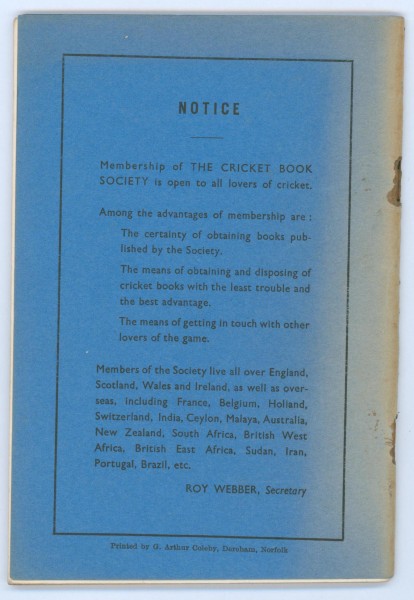 NOTICE
Membership of THE CRICKET BOOK
SOCIETY is open to all lovers of cricket.
Among the advantages of membership are :
The certainty of obtaining books pub-
lished by the Society.
The means of obtaining and disposing of
cricket books with the least trouble and
the best advantage.
The means of getting in touch with other
lovers of the game.
Members of the Society live all over England,
Scotland, Wales and Ireland, as well as over-
seas, including France, Belgium, Holland,
Switzerland, India, Ceylon, Malaya, Australia,
New Zealand, South Africa, British West
Africa, British East Africa, Sudan, Iran,
Portugal, Brazil, etc.
ROY WEBBER, Secretary
Printed by G. Arthur Coleby, Dareham, Norfolk